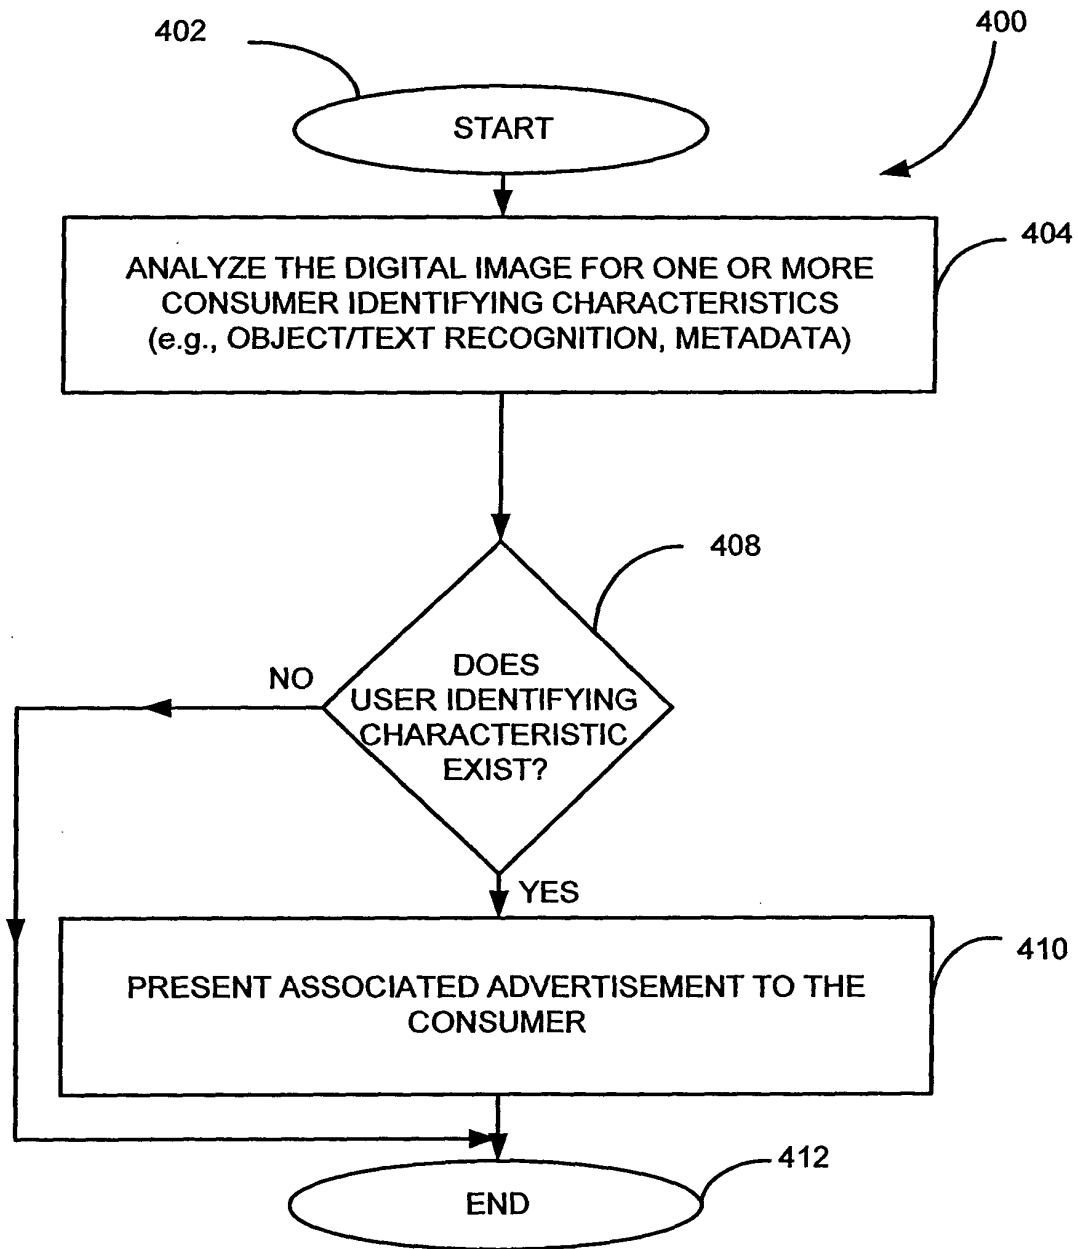 402
400
START
404
ANALYZE THE DIGITAL IMAGE FOR ONE OR MORE
CONSUMER IDENTIFYING CHARACTERISTICS
(e.g., OBJECT/TEXT RECOGNITION, METADATA)
408
DOES
USER IDENTIFYING
CHARACTERISTIC
EXIST?
NO
YES
410
PRESENT ASSOCIATED ADVERTISEMENT TO THE
CONSUMER
412
END